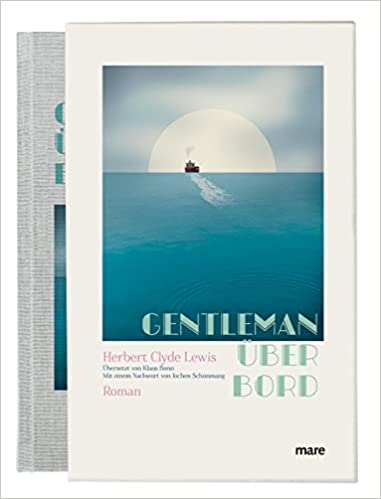 G
Ü
B
GENTLEMAN
ÜBER
BORD
Herbert Clyde Lewis
Übersetzt von Klaus Bonn
Mit einem Nachwort von Jochen Schimmang
Roman
mare